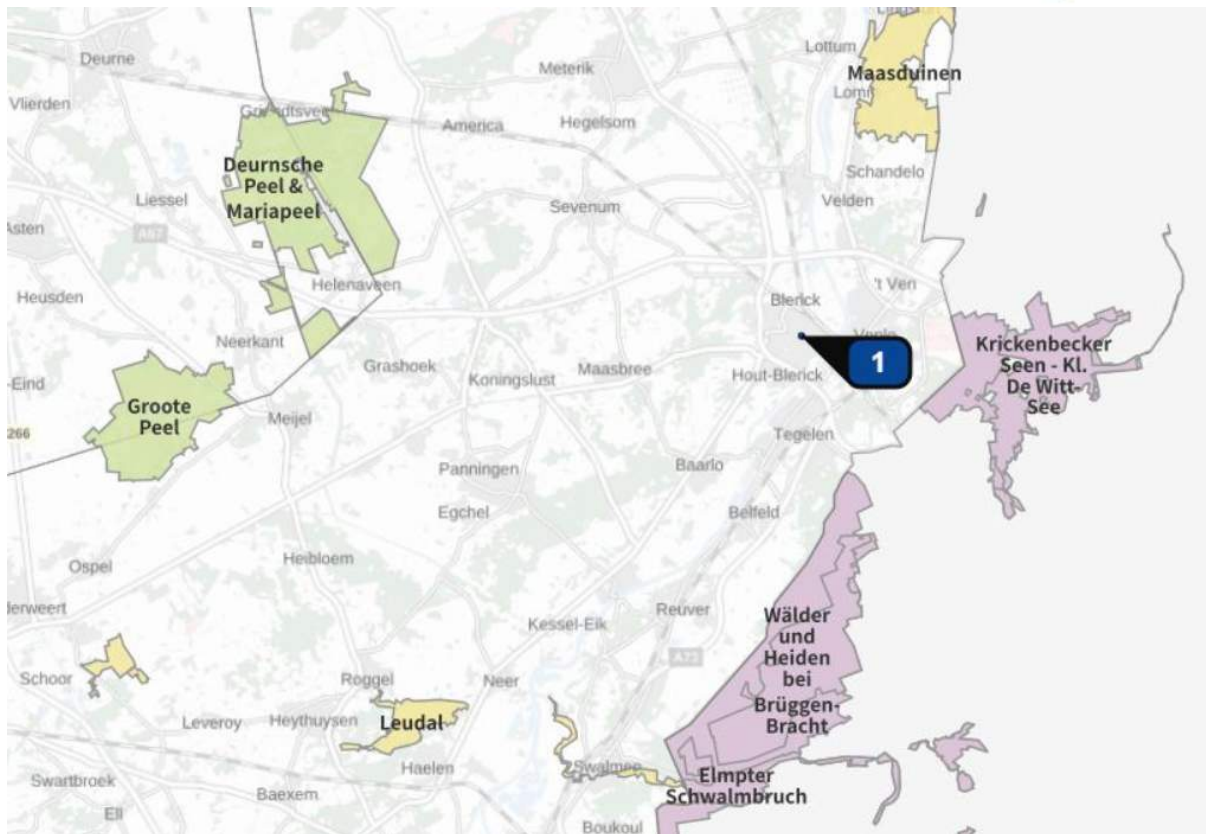 Lottum
Deurne
Meterik
Maasduinen
Lomm
Vlierden
America
Hegelsom
Schandelo
Deurnsche
Peel &
Mariapeel
Liessel
Velden
Sevenum
Asten
A67
't Ven
Helenaveen
Heusden
Blerick
Neerkant
Venlo
Krickenbecker
Seen - Kl.
De Witt-
See
1
Grashoek
Maasbree
Koningslust
Hout-Blerick
-Eind
Groote
Peel
Meijel
266
Tegelen
Panningen
Baarlo
Egchel
Belfeld
Heibloem
Ospel
Reuver
Wälder
und
Heiden
bei
Brüggen-
Bracht
Kessel-Eik
A73
Schoor
Roggel
Neer
Leveroy
Heythuysen
Leudal
Haelen
Swalmen
Elmpter
Schwalmbruch
Swartbroek
Baexem
Ell
Boukoul